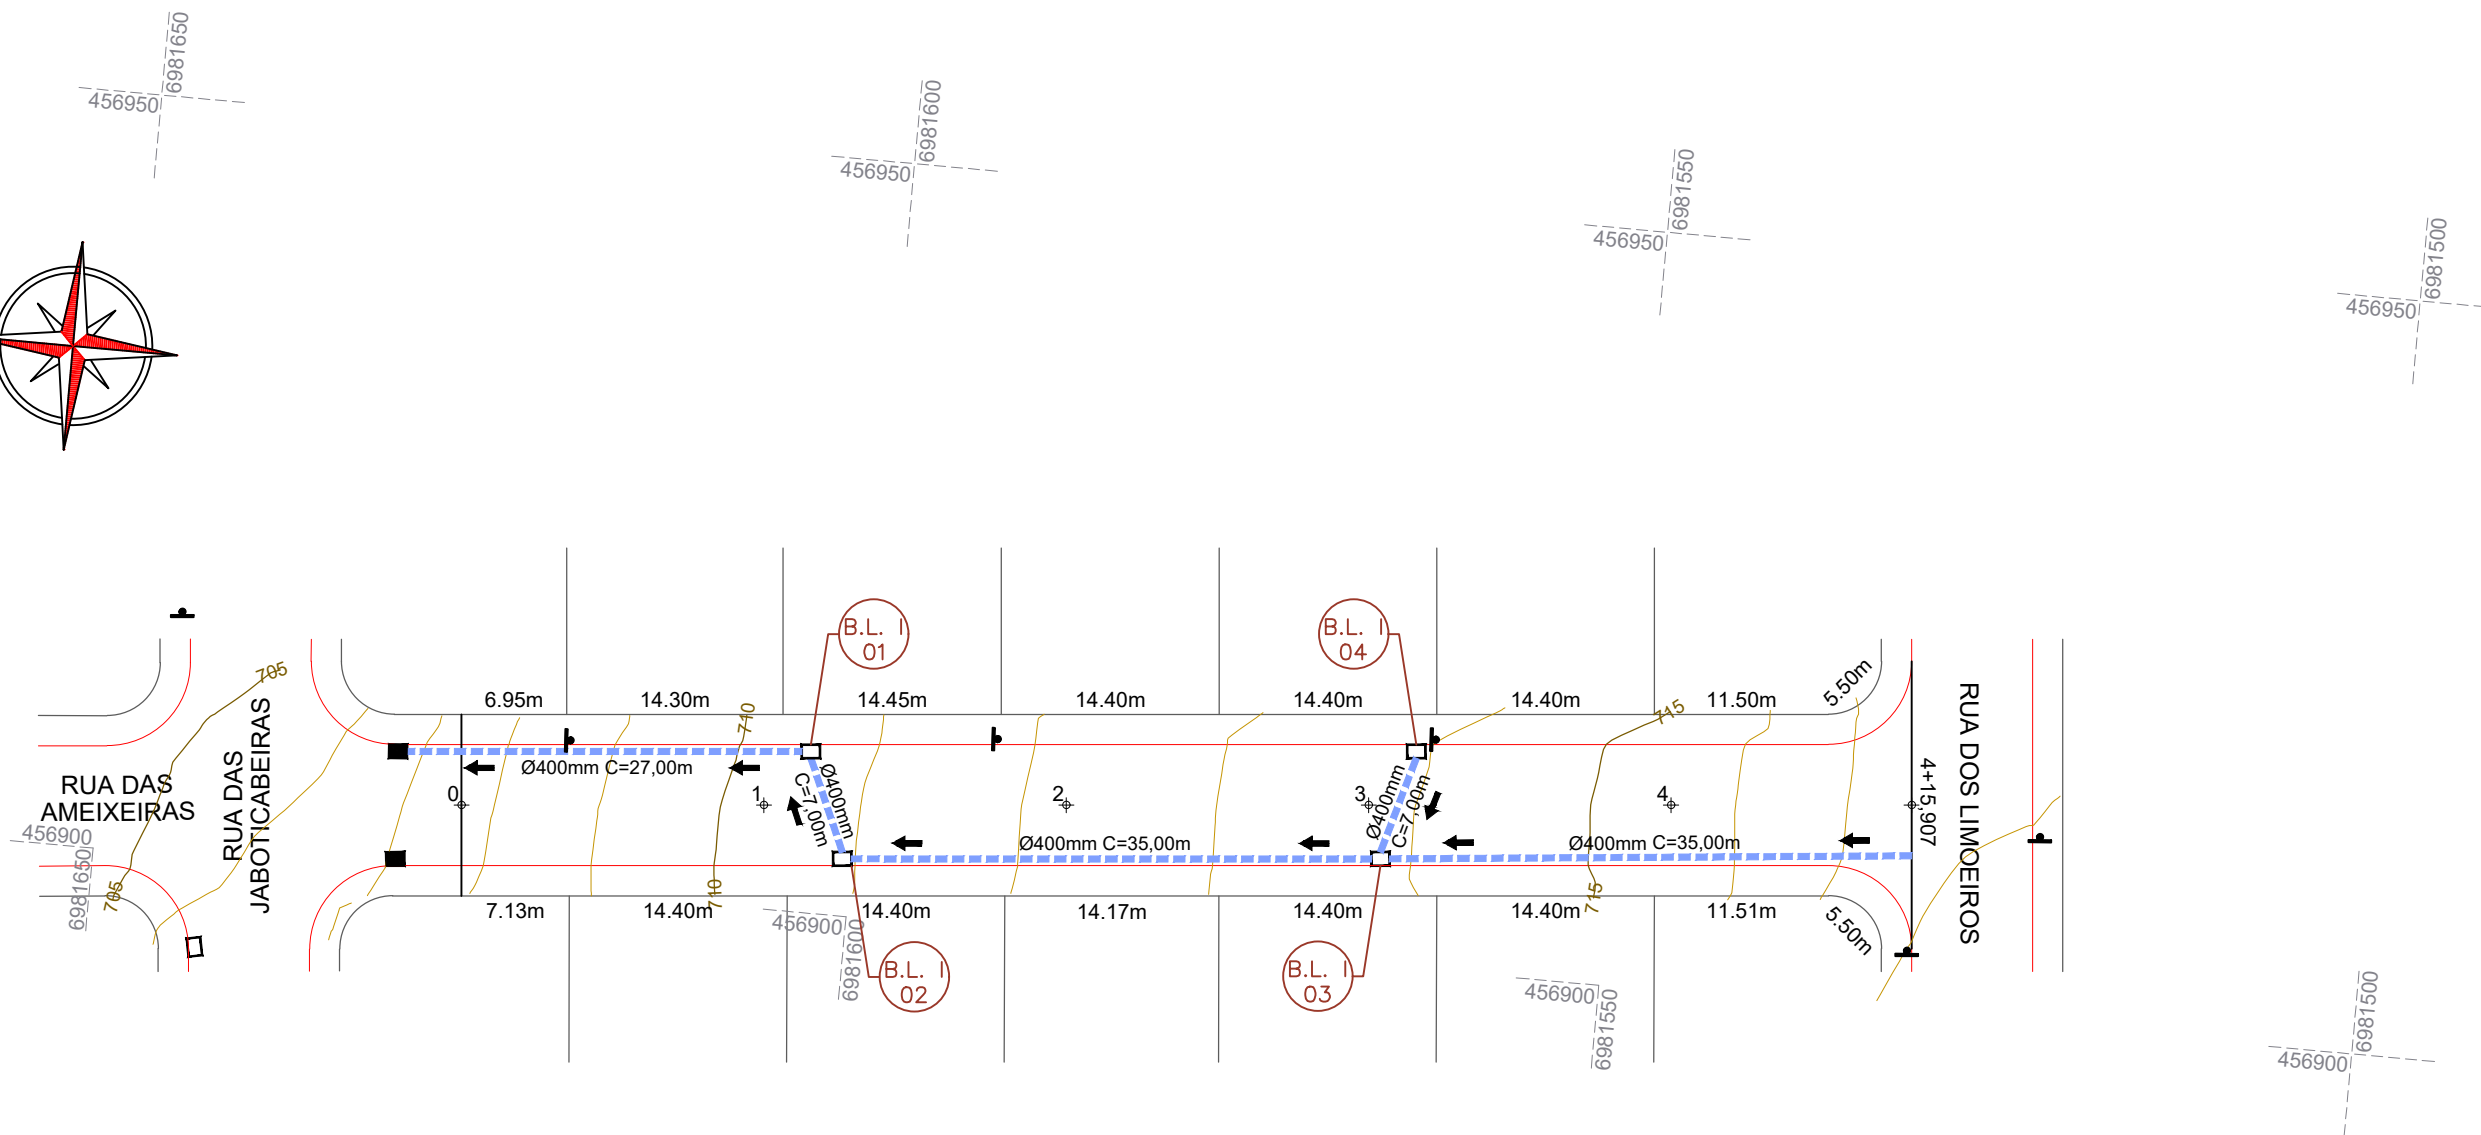 6981650
456950
6981600
456950
6981550
456950
6981500
456950
B.L. I
01
B.L. I
04
705
6.95m
14.30m
710
14.45m
14.40m
14.40m
14.40m
715
11.50m
5.50m
RUA DAS
AMEIXEIRAS
RUA DAS
JABOTICABEIRAS
Ø400mm C=27,00m
0
1
2
3
4
4+15,907
RUA DOS LIMOEIROS
Ø400mm
C=7,00m
Ø400mm
C=7,00m
Ø400mm C=35,00m
Ø400mm C=35,00m
456900
6981650
705
7.13m
14.40m
710
14.40m
14.17m
14.40m
14.40m
715
11.51m
5.50m
456900
6981600
B.L. I
02
B.L. I
03
456900
6981550
456900
6981500